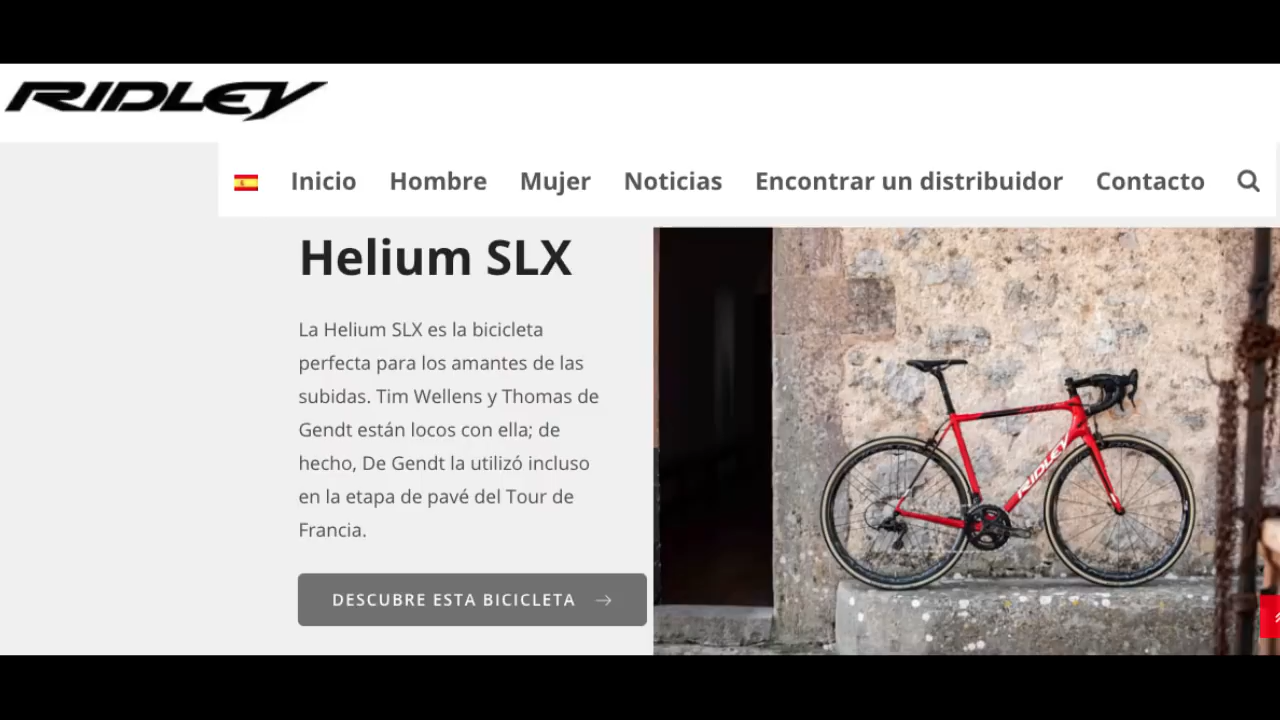 RIDLEY
Inicio Hombre Mujer Noticias Encontrar un distribuidor Contacto
Helium SLX
La Helium SLX es la bicicleta
perfecta para los amantes de las
subidas. Tim Wellens y Thomas de
Gendt están locos con ella; de
hecho, De Gendt la utilizó incluso
en la etapa de pavé del Tour de
Francia.
DESCUBRE ESTA BICICLETA →
RIDLEY